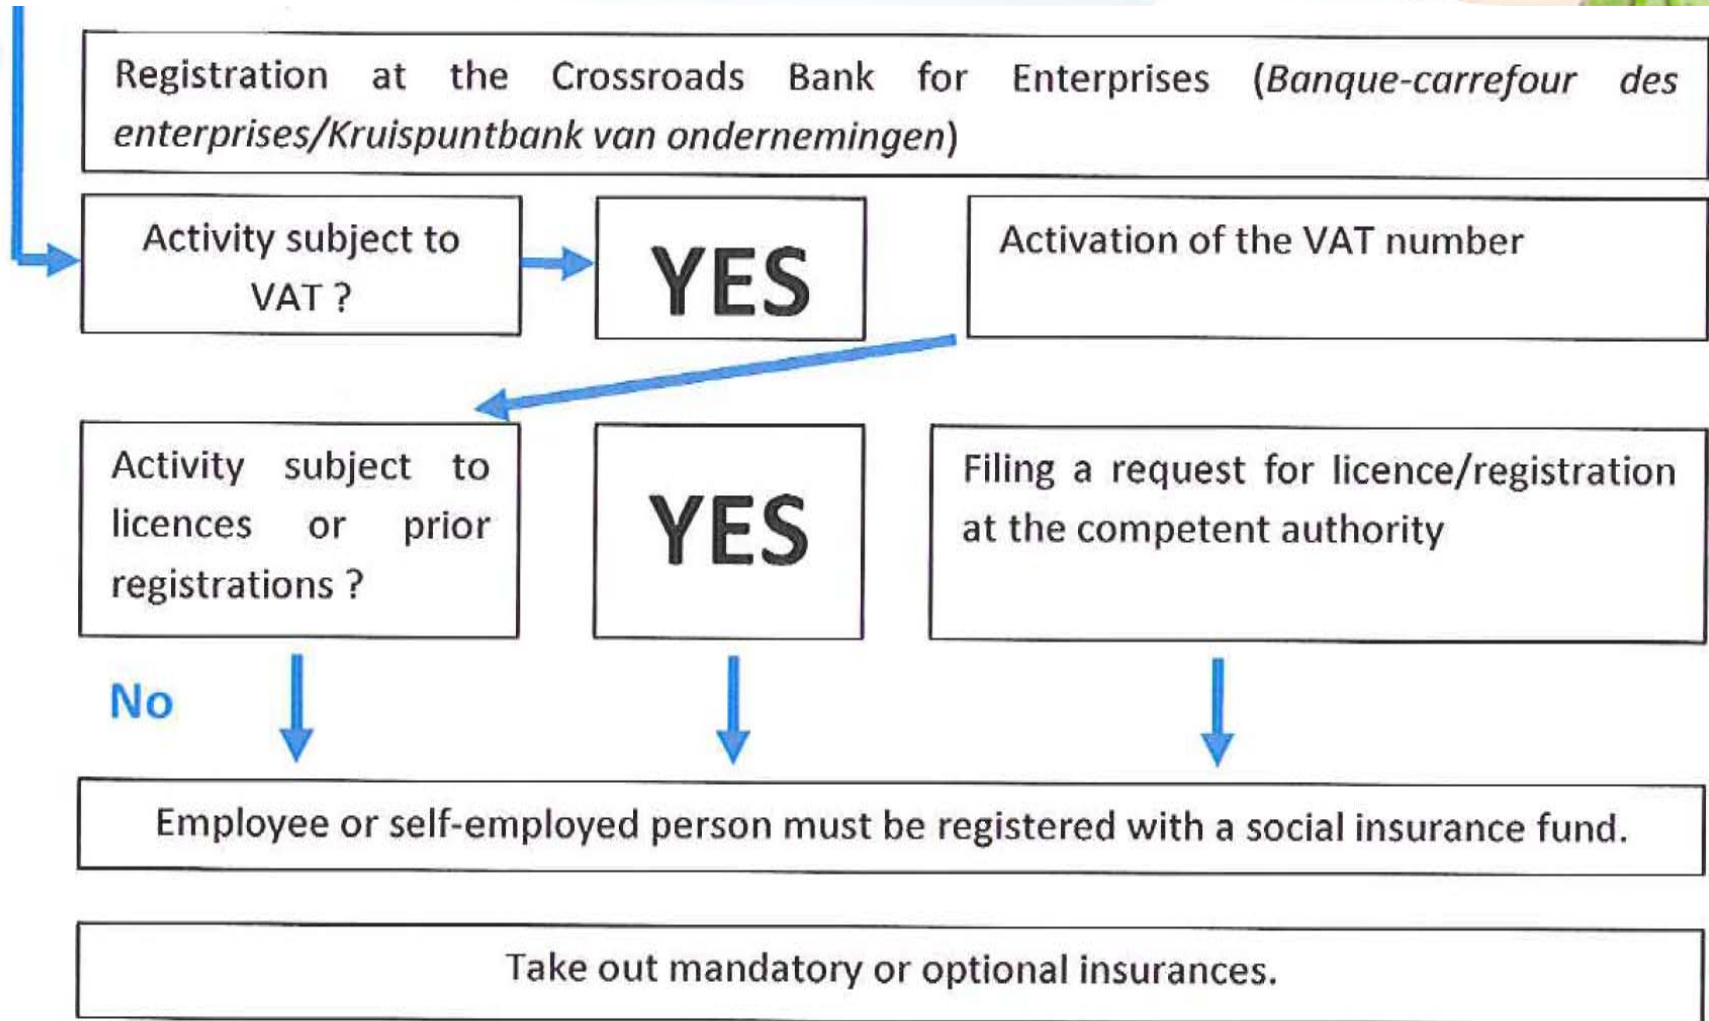 Registration at the Crossroads Bank for Enterprises (Banque-carrefour des
enterprises/Kruispuntbank van ondernemingen)
Activity subject to
VAT ?
YES
Activation of the VAT number
Activity subject to
licences or prior
registrations ?
YES
Filing a request for licence/registration
at the competent authority
No
Employee or self-employed person must be registered with a social insurance fund.
Take out mandatory or optional insurances.